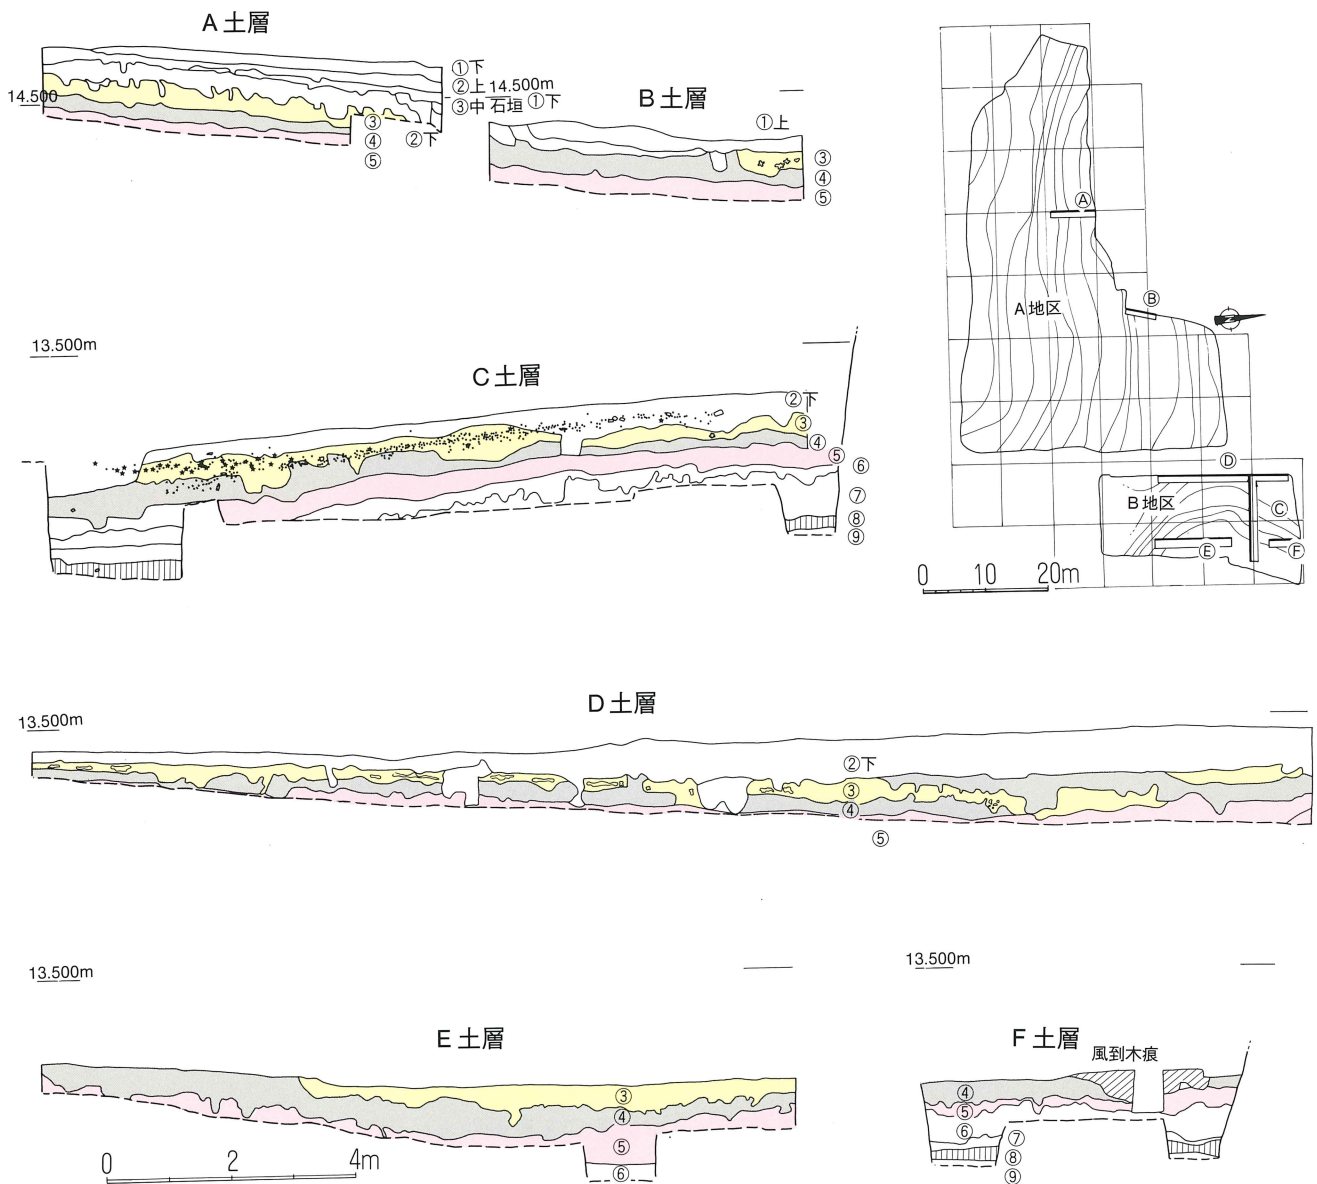 A土層
14.500
①下
②上
③中
石垣
③
④
⑤
②下
14.500m
①下
B土層
①上
③
④
⑤
Ⓐ
Ⓑ
A地区
Ⓓ
B地区
Ⓒ
Ⓔ
Ⓕ
0 10 20m
13.500m
C土層
②下
③
④
⑤
⑥
⑦
⑧
⑨
13.500m
D土層
②下
③
④
⑤
13.500m
E土層
③
④
⑤
⑥
0 2 4m
13.500m
F土層
風到木痕
④
⑤
⑥
⑦
⑧
⑨